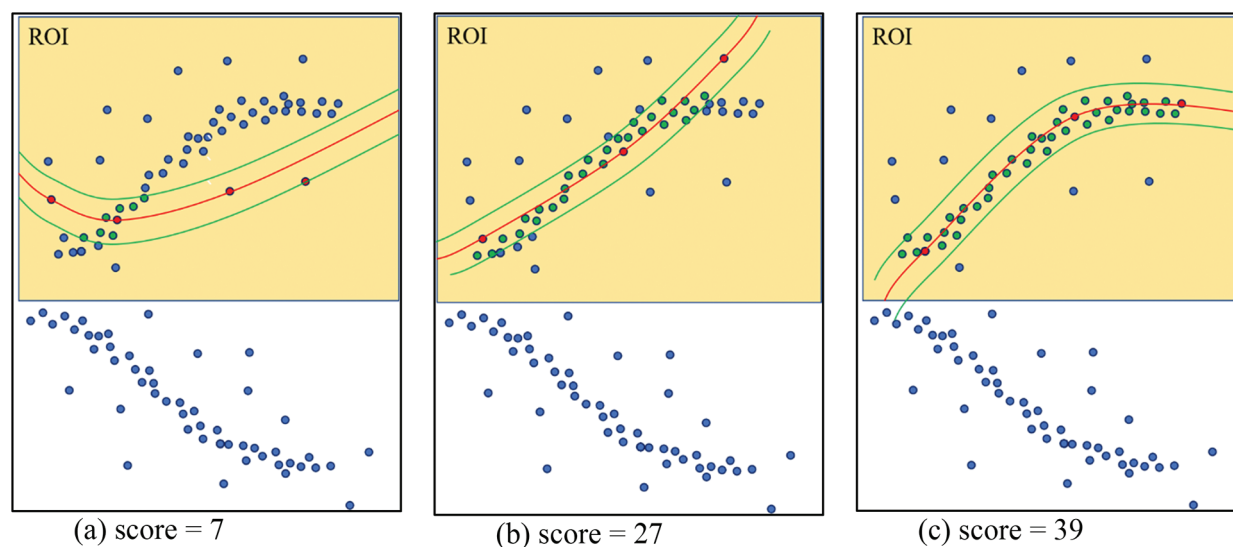 ROI
ROI
ROI
(a) score = 7
(b) score = 27
(c) score = 39